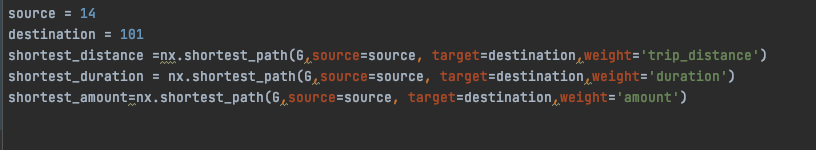 source = 14
destination = 101
shortest_distance =nx.shortest_path(G,source=source, target=destination,weight='trip_distance')
shortest_duration = nx.shortest_path(G,source=source, target=destination,weight='duration')
shortest_amount=nx.shortest_path(G,source=source, target=destination,weight='amount')